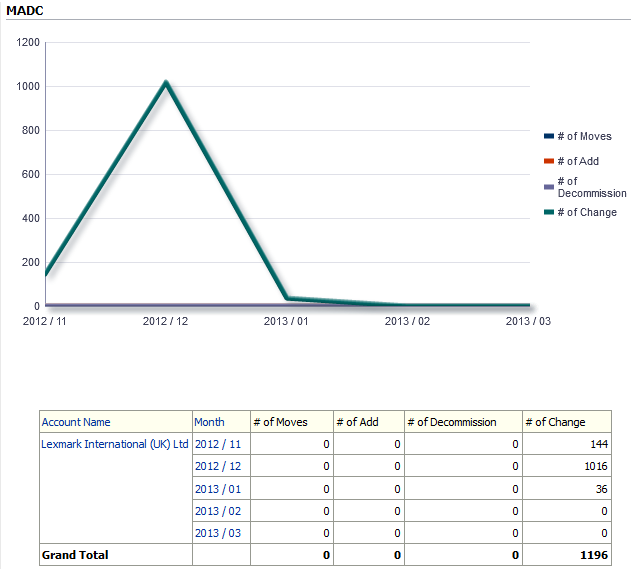 MADC
1200
1000
800
600
400
200
0
2012 / 11 2012 / 12 2013 / 01 2013 / 02 2013 / 03
# of Moves
# of Add
# of
Decommission
# of Change
Account Name Month # of Moves # of Add # of Decommission # of Change
Lexmark International (UK) Ltd 2012 / 11 0 0 0 144
2012 / 12 0 0 0 1016
2013 / 01 0 0 0 36
2013 / 02 0 0 0 0
2013 / 03 0 0 0 0
Grand Total 0 0 0 1196